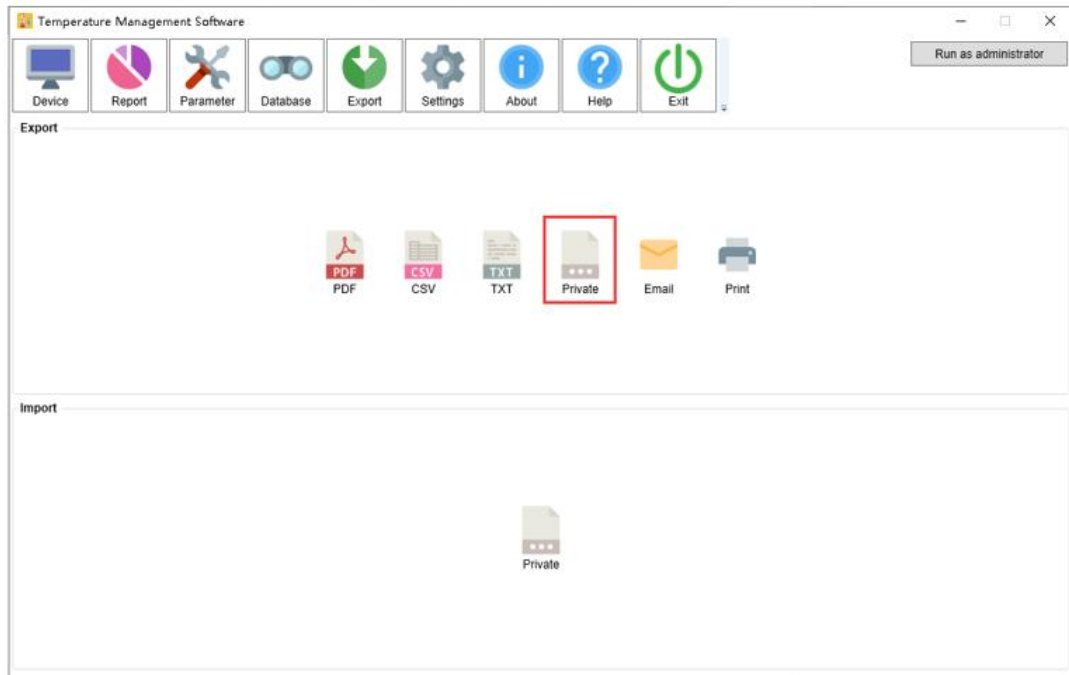 Temperature Management Software
Run as administrator
Device Report Parameter Database Export Settings About Help Exit
Export
PDF CSV TXT
PDF CSV TXT Private Email Print
Import
Private